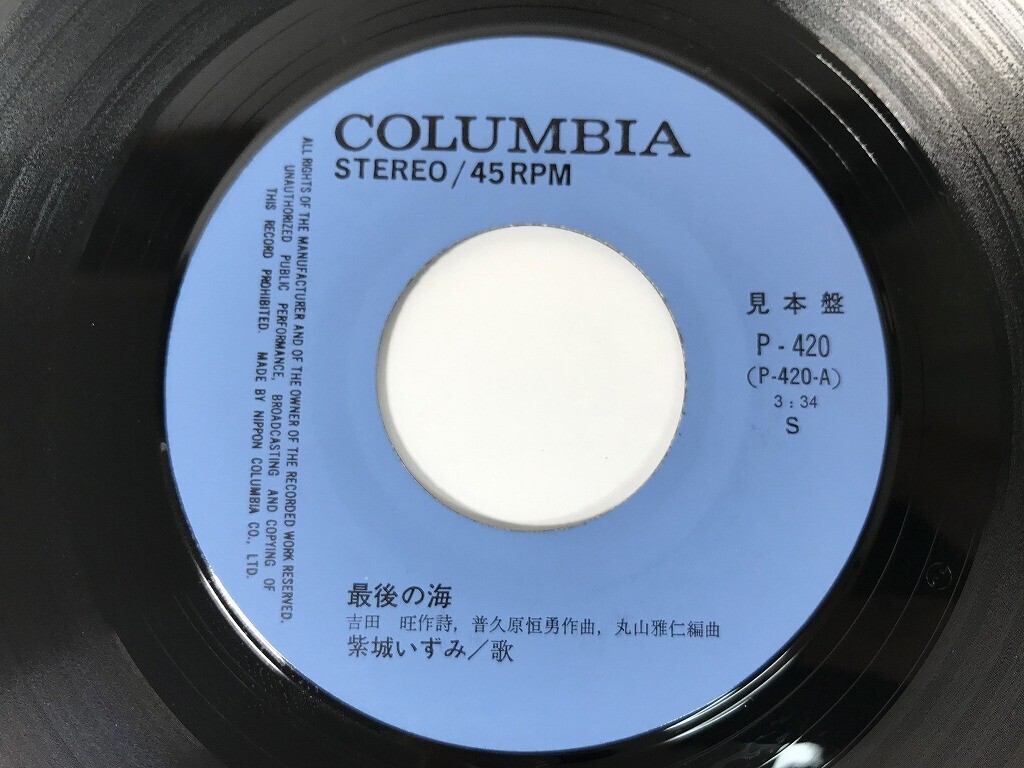 COLUMBIA
STEREO/45RPM
ALL RIGHTS OF THE MANUFACTURER AND OF THE OWNER OF THE RECORDED WORK RESERVED.
UNAUTHORIZED PUBLIC PERFORMANCE, BROADCASTING AND COPYING OF
THIS RECORD PROHIBITED. MADE BY NIPPON COLUMBIA CO., LTD.
見本盤
P-420
(P-420-A)
3:34
S
最後の海
吉田 旺作詩, 普久原恒勇作曲, 丸山雅仁編曲
紫城いずみ/歌